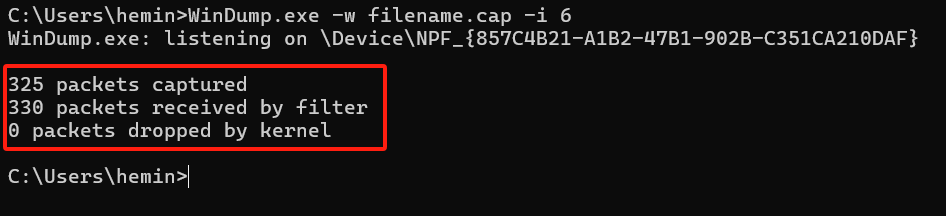 C:\Users\hemin>WinDump.exe -w filename.cap -i 6
WinDump.exe: listening on \Device\NPF_{857C4B21-A1B2-47B1-902B-C351CA210DAF}
325 packets captured
330 packets received by filter
0 packets dropped by kernel
C:\Users\hemin>